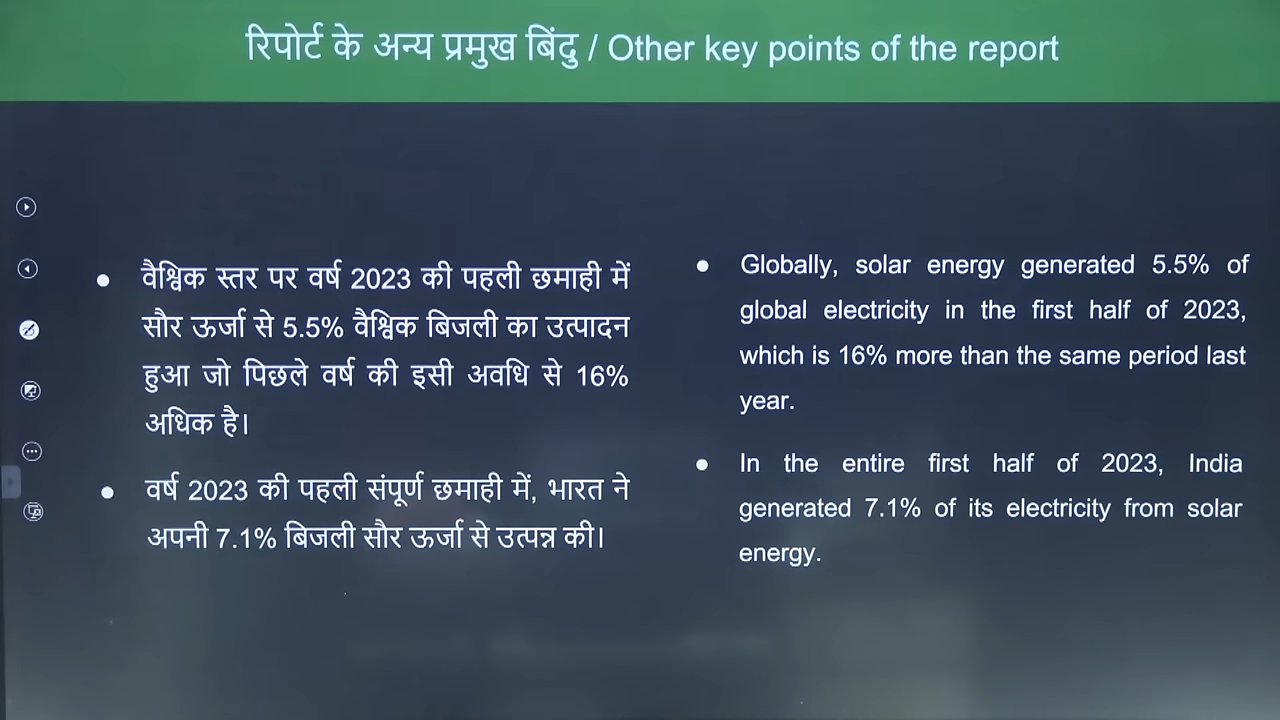 रिपोर्ट के अन्य प्रमुख बिंदु / Other key points of the report
● वैश्विक स्तर पर वर्ष 2023 की पहली छमाही में
सौर ऊर्जा से 5.5% वैश्विक बिजली का उत्पादन
हुआ जो पिछले वर्ष की इसी अवधि से 16%
अधिक है।
● वर्ष 2023 की पहली संपूर्ण छमाही में, भारत ने
अपनी 7.1% बिजली सौर ऊर्जा से उत्पन्न की।
● Globally, solar energy generated 5.5% of
global electricity in the first half of 2023,
which is 16% more than the same period last
year.
● In the entire first half of 2023, India
generated 7.1% of its electricity from solar
energy.